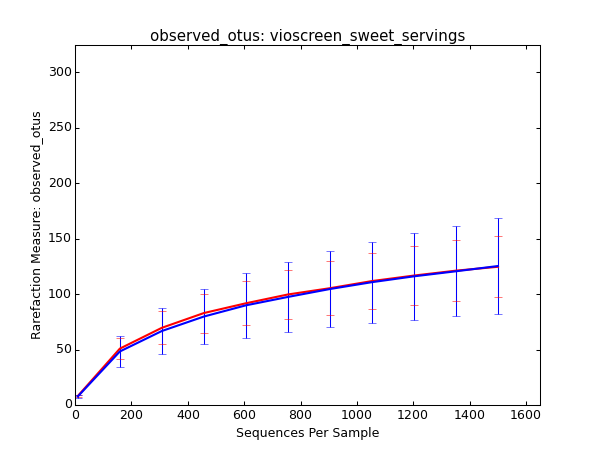 observed_otus: vioscreen_sweet_servings
300
250
200
150
100
50
0
Rarefaction Measure: observed_otus
0 200 400 600 800 1000 1200 1400 1600
Sequences Per Sample